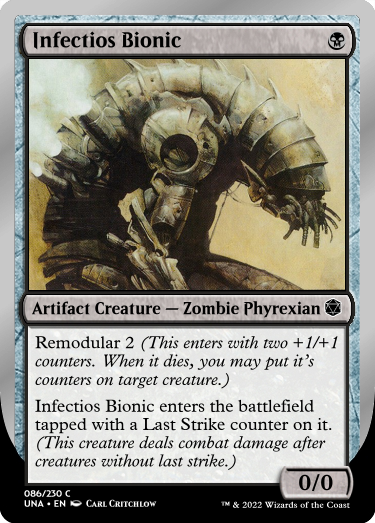 Infectios Bionic
Artifact Creature — Zombie Phyrexian
Remodular 2 (This enters with two +1/+1
counters. When it dies, you may put it's
counters on target creature.)
Infectios Bionic enters the battlefield
tapped with a Last Strike counter on it.
(This creature deals combat damage after
creatures without last strike.)
0/0
086/230 C
UNA • EN Carl Critchlow
™ & 2022 Wizards of the Coast